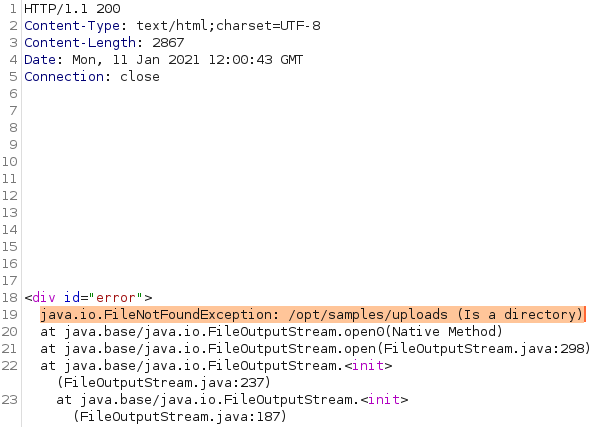 1 HTTP/1.1 200
2 Content-Type: text/html;charset=UTF-8
3 Content-Length: 2867
4 Date: Mon, 11 Jan 2021 12:00:43 GMT
5 Connection: close
6
7
8
9
10
11
12
13
14
15
16
17
18 <div id="error">
19 java.io.FileNotFoundException: /opt/samples/uploads (Is a directory)
20 at java.base/java.io.FileOutputStream.open0(Native Method)
21 at java.base/java.io.FileOutputStream.open(FileOutputStream.java:298)
22 at java.base/java.io.FileOutputStream.<init>
(FileOutputStream.java:237)
23 at java.base/java.io.FileOutputStream.<init>
(FileOutputStream.java:187)